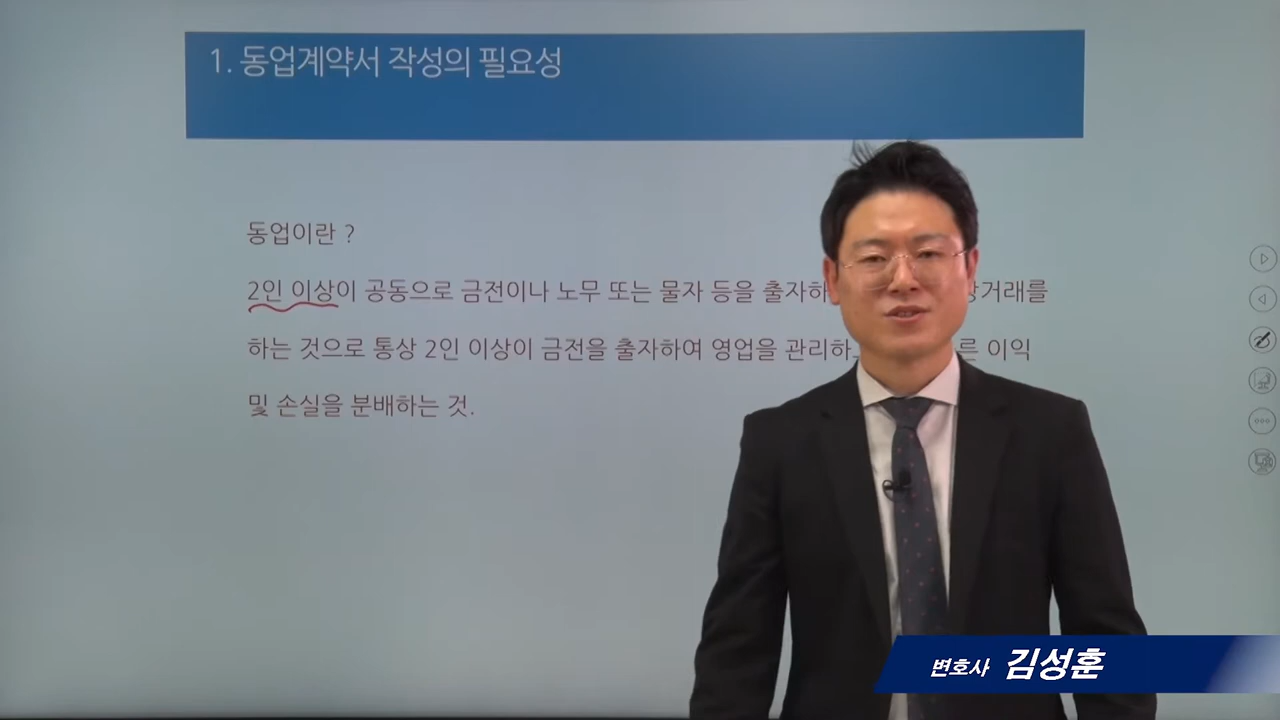 1. 동업계약서 작성의 필요성
동업이란 ?
2인 이상이 공동으로 금전이나 노무 또는 물자 등을 출자하 거래를
하는 것으로 통상 2인 이상이 금전을 출자하여 영업을 관리하 른 이익
및 손실을 분배하는 것.
변호사 김성훈